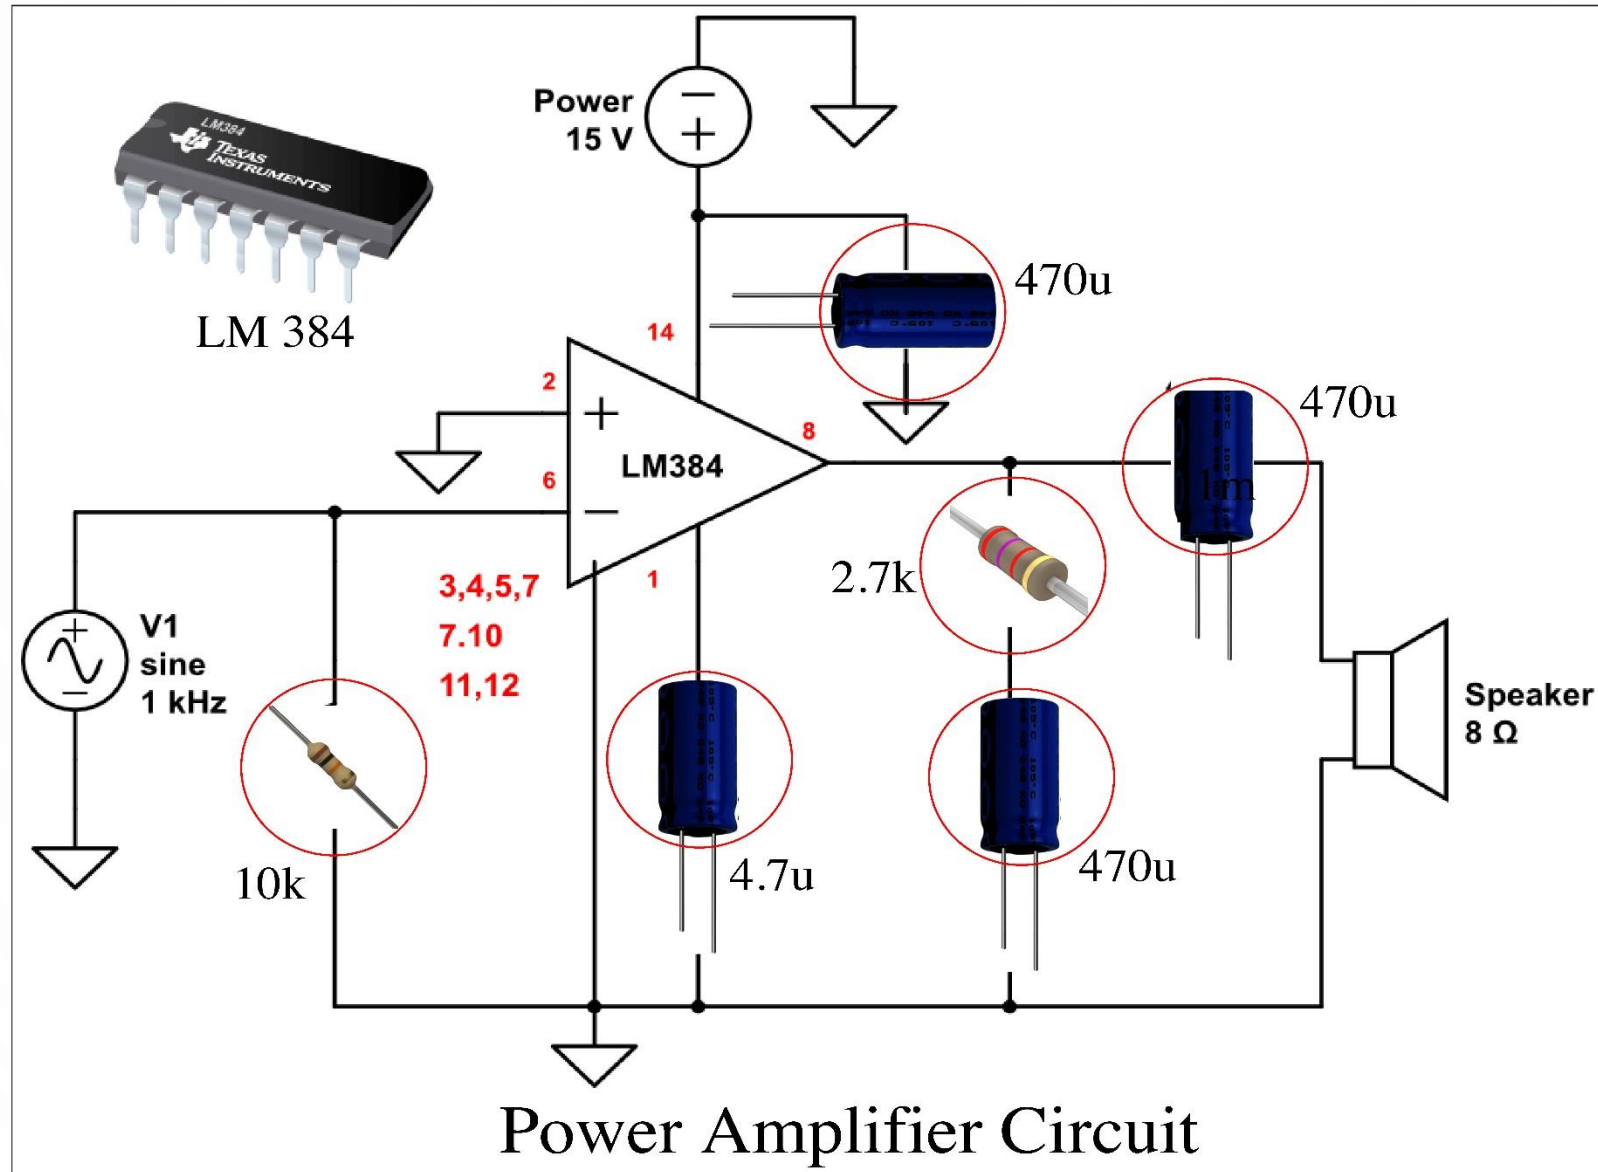 Power
15 V
LM384
TEXAS
INSTRUMENTS
LM 384
470u
14
2
+
8
470u
LM384
6
1m
3,4,5,7
7.10
11,12
1
2.7k
V1
sine
1 kHz
Speaker
8 Ω
10k
4.7u
470u
Power Amplifier Circuit